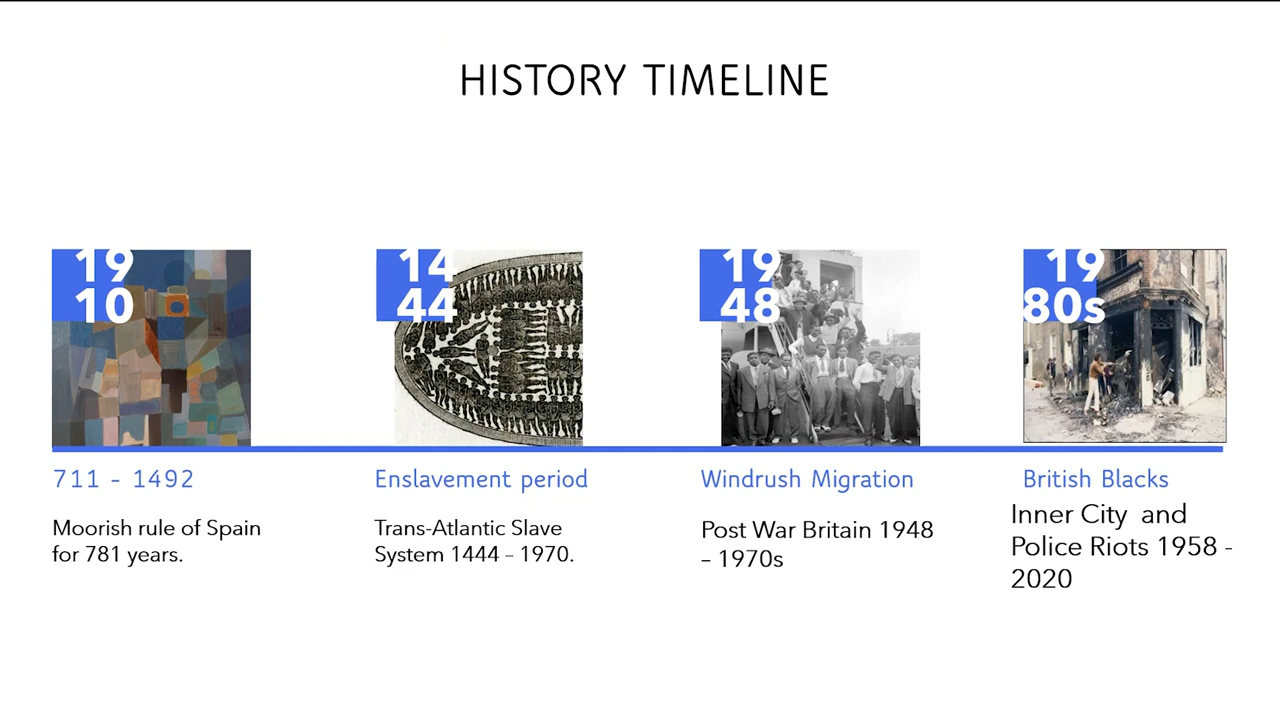 HISTORY TIMELINE
19
10
711 - 1492
Moorish rule of Spain
for 781 years.
14
44
Enslavement period
Trans-Atlantic Slave
System 1444 – 1970.
19
48
Windrush Migration
Post War Britain 1948
– 1970s
19
80s
British Blacks
Inner City and
Police Riots 1958 -
2020